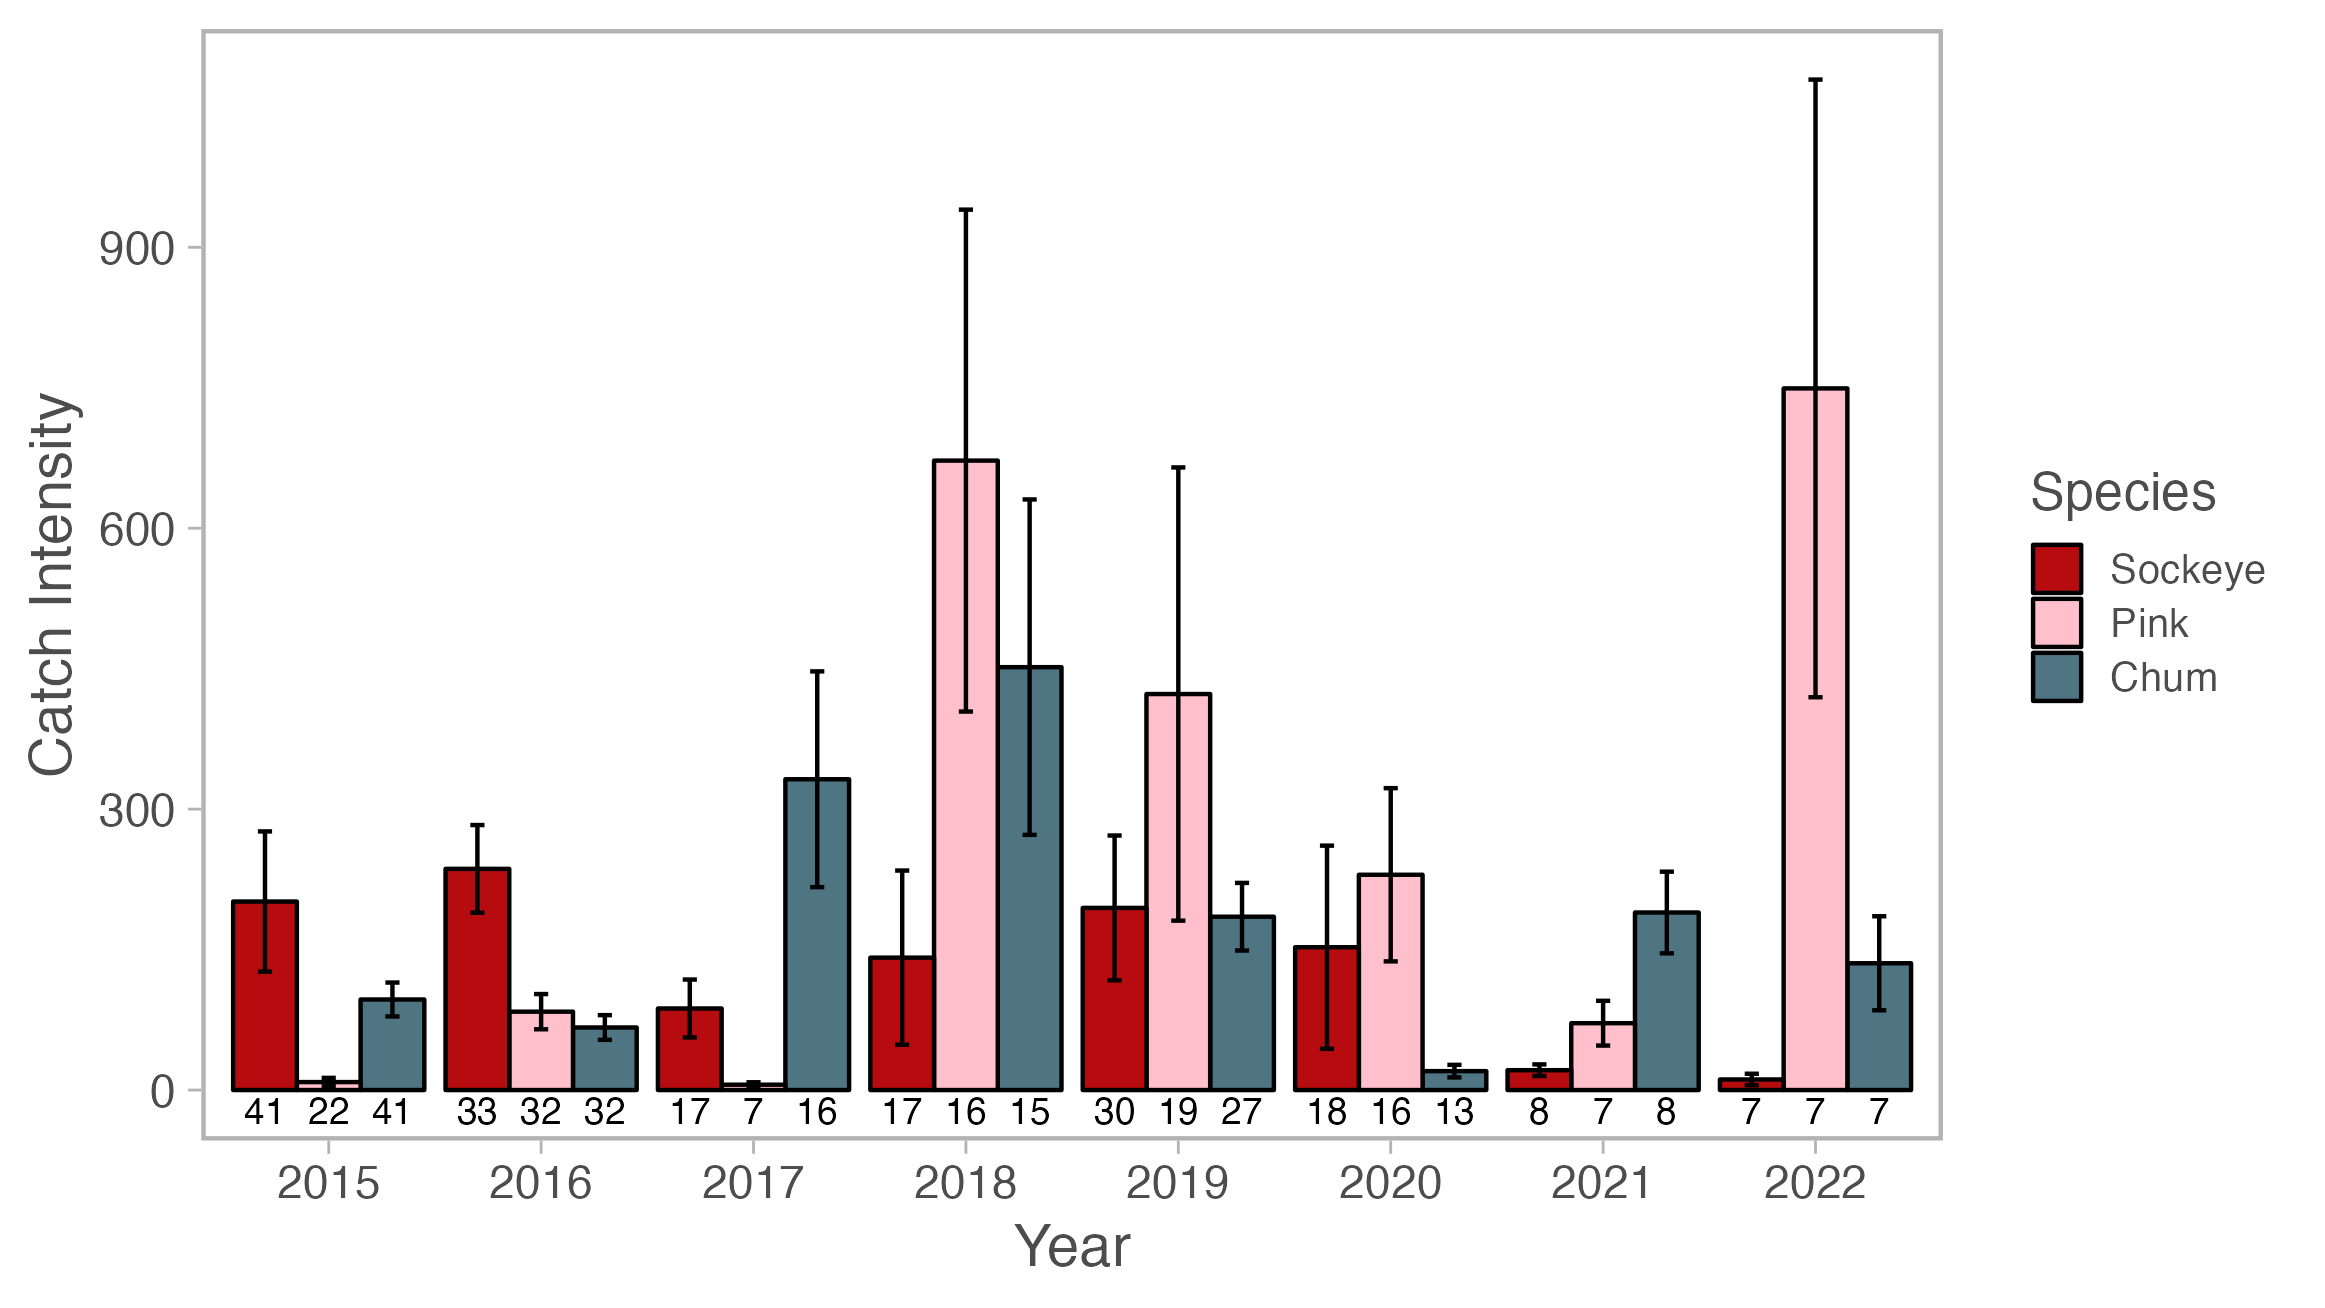 Catch Intensity
900
600
300
0
41 22 41 33 32 32 17 7 16 17 16 15 30 19 27 18 16 13 8 7 8 7 7 7
2015 2016 2017 2018 2019 2020 2021 2022
Year
Species
Sockeye
Pink
Chum